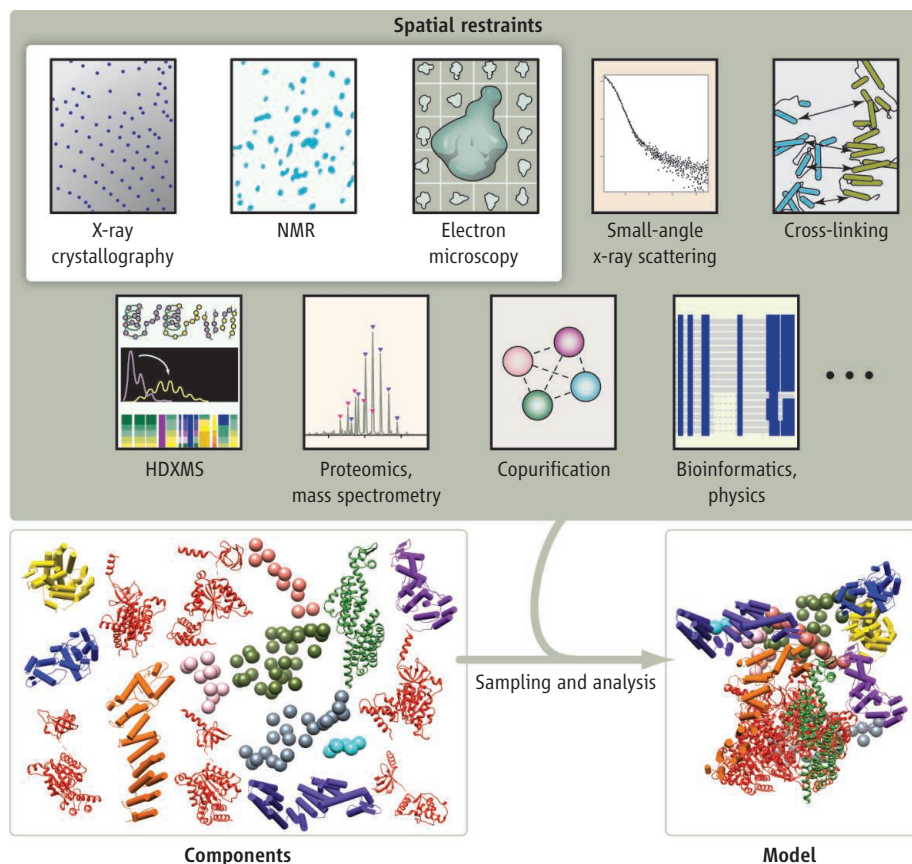 Spatial restraints
X-ray
crystallography
NMR
Electron
microscopy
Small-angle
x-ray scattering
Cross-linking
HDXMS
Proteomics,
mass spectrometry
Copurification
Bioinformatics,
physics
Sampling and analysis
Components
Model